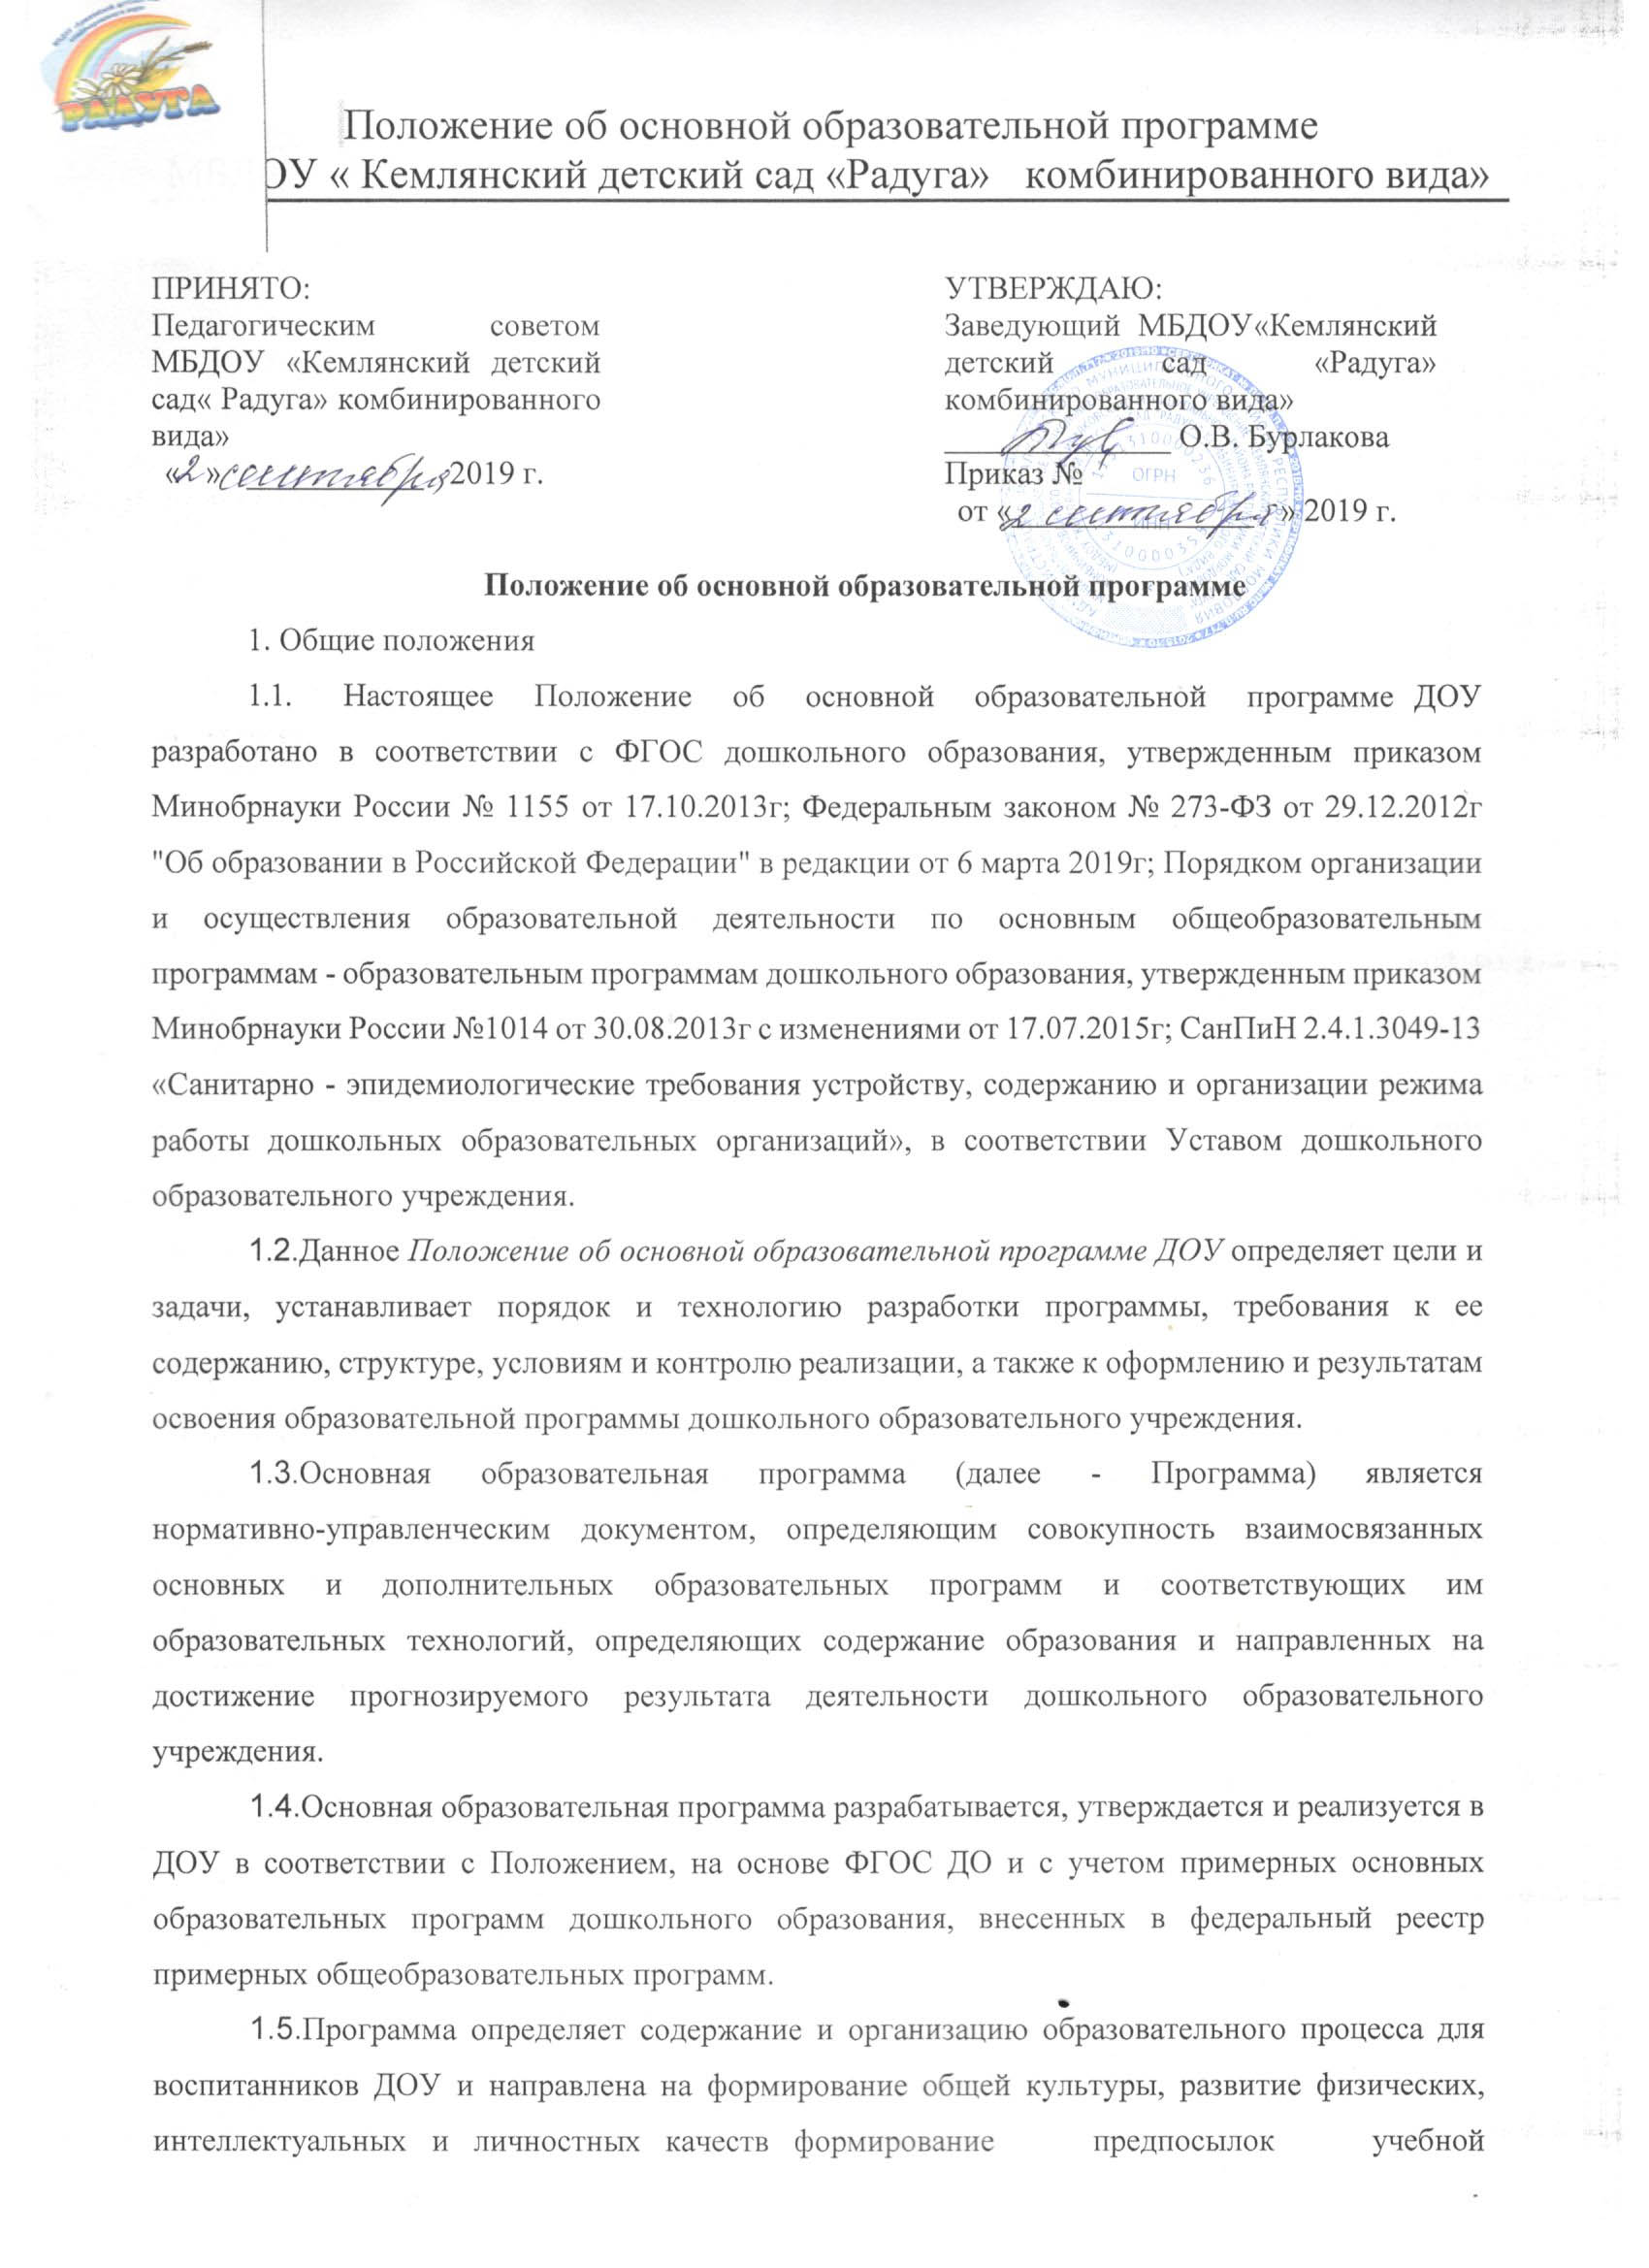 РАДУГА
Положение об основной образовательной программе
ОУ « Кемлянский детский сад «Радуга» комбинированного вида»
ПРИНЯТО:
Педагогическим советом
МБДОУ «Кемлянский детский
сад« Радуга» комбинированного
вида»
«2» сентября 2019 г.
УТВЕРЖДАЮ:
Заведующий МБДОУ«Кемлянский
детский сад «Радуга»
комбинированного вида»
О.В. Бурлакова
Приказ №
от «2 сентября» 2019 г.
ОГРН
ИНН
Положение об основной образовательной программе
1. Общие положения
1.1. Настоящее Положение об основной образовательной программе ДОУ
разработано в соответствии с ФГОС дошкольного образования, утвержденным приказом
Минобрнауки России № 1155 от 17.10.2013г; Федеральным законом № 273-ФЗ от 29.12.2012г
"Об образовании в Российской Федерации" в редакции от 6 марта 2019г; Порядком организации
и осуществления образовательной деятельности по основным общеобразовательным
программам - образовательным программам дошкольного образования, утвержденным приказом
Минобрнауки России №1014 от 30.08.2013г с изменениями от 17.07.2015г; СанПиН 2.4.1.3049-13
«Санитарно - эпидемиологические требования устройству, содержанию и организации режима
работы дошкольных образовательных организаций», в соответствии Уставом дошкольного
образовательного учреждения.
1.2.Данное Положение об основной образовательной программе ДОУ определяет цели и
задачи, устанавливает порядок и технологию разработки программы, требования к ее
содержанию, структуре, условиям и контролю реализации, а также к оформлению и результатам
освоения образовательной программы дошкольного образовательного учреждения.
1.3.Основная образовательная программа (далее - Программа) является
нормативно-управленческим документом, определяющим совокупность взаимосвязанных
основных и дополнительных образовательных программ и соответствующих им
образовательных технологий, определяющих содержание образования и направленных на
достижение прогнозируемого результата деятельности дошкольного образовательного
учреждения.
1.4.Основная образовательная программа разрабатывается, утверждается и реализуется в
ДОУ в соответствии с Положением, на основе ФГОС ДО и с учетом примерных основных
образовательных программ дошкольного образования, внесенных в федеральный реестр
примерных общеобразовательных программ.
1.5.Программа определяет содержание и организацию образовательного процесса для
воспитанников ДОУ и направлена на формирование общей культуры, развитие физических,
интеллектуальных и личностных качеств формирование предпосылок учебной